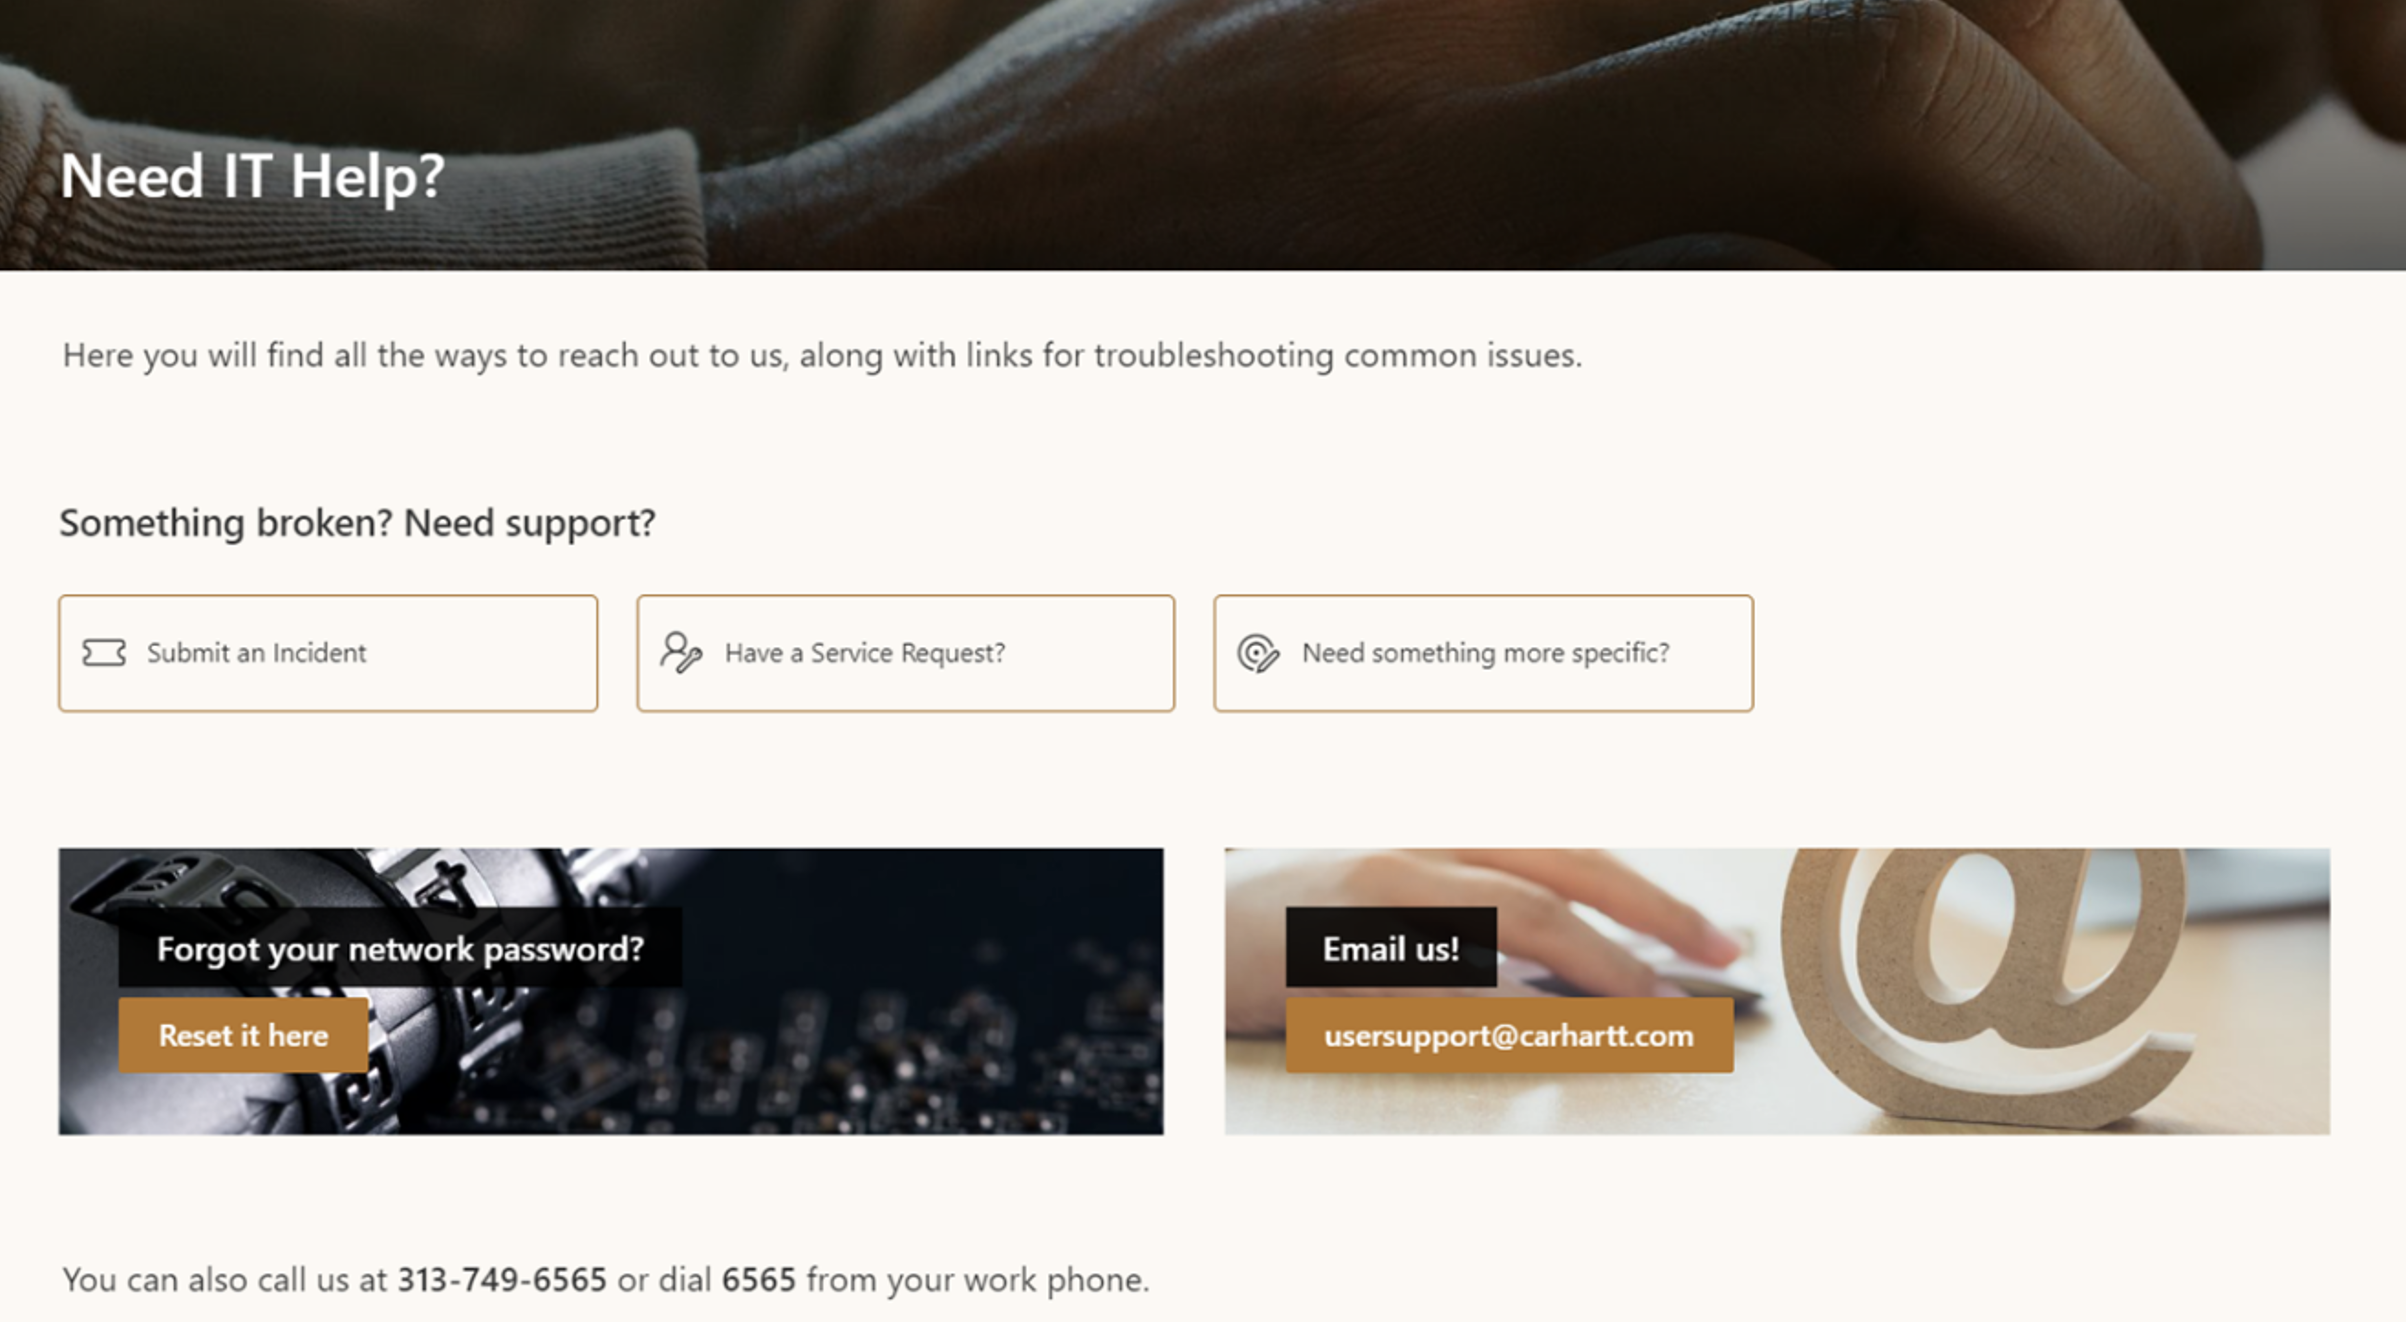 Need IT Help?
Here you will find all the ways to reach out to us, along with links for troubleshooting common issues.
Something broken? Need support?
Submit an Incident
Have a Service Request?
Need something more specific?
Forgot your network password?
Reset it here
Email us!
usersupport@carhartt.com
You can also call us at 313-749-6565 or dial 6565 from your work phone.